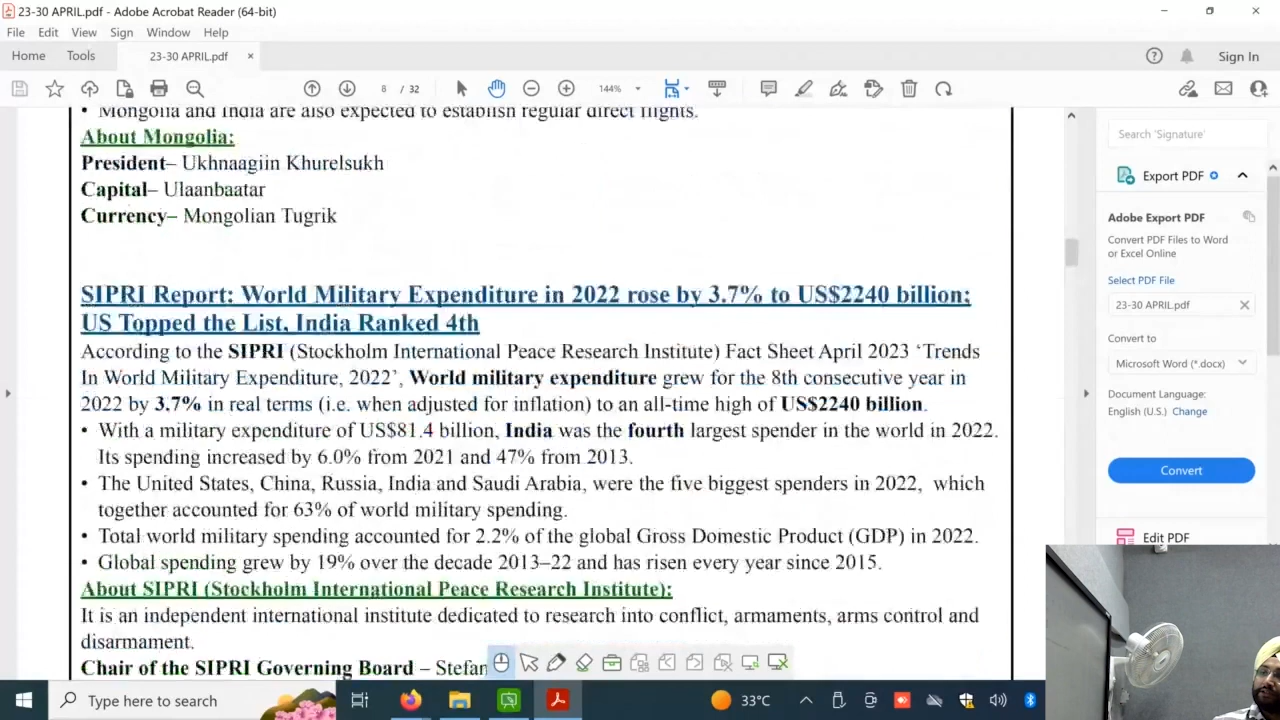 23-30 APRIL.pdf - Adobe Acrobat Reader (64-bit)
File Edit View Sign Window Help
Home Tools 23-30 APRIL.pdf × Sign In
8 / 32 144%
• Mongolia and India are also expected to establish regular direct flights.
About Mongolia:
President– Ukhnaagiin Khurelsukh
Capital– Ulaanbaatar
Currency– Mongolian Tugrik
SIPRI Report: World Military Expenditure in 2022 rose by 3.7% to US$2240 billion;
US Topped the List, India Ranked 4th
According to the SIPRI (Stockholm International Peace Research Institute) Fact Sheet April 2023 ‘Trends
In World Military Expenditure, 2022’, World military expenditure grew for the 8th consecutive year in
2022 by 3.7% in real terms (i.e. when adjusted for inflation) to an all-time high of US$2240 billion.
• With a military expenditure of US$81.4 billion, India was the fourth largest spender in the world in 2022.
Its spending increased by 6.0% from 2021 and 47% from 2013.
• The United States, China, Russia, India and Saudi Arabia, were the five biggest spenders in 2022, which
together accounted for 63% of world military spending.
• Total world military spending accounted for 2.2% of the global Gross Domestic Product (GDP) in 2022.
• Global spending grew by 19% over the decade 2013–22 and has risen every year since 2015.
About SIPRI (Stockholm International Peace Research Institute):
It is an independent international institute dedicated to research into conflict, armaments, arms control and
disarmament.
Chair of the SIPRI Governing Board – Stefan
Search 'Signature'
Export PDF
Adobe Export PDF
Convert PDF Files to Word
or Excel Online
Select PDF File
23-30 APRIL.pdf
Convert to
Microsoft Word (*.docx)
Document Language:
English (U.S.) Change
Convert
Edit PDF
Type here to search
33°C